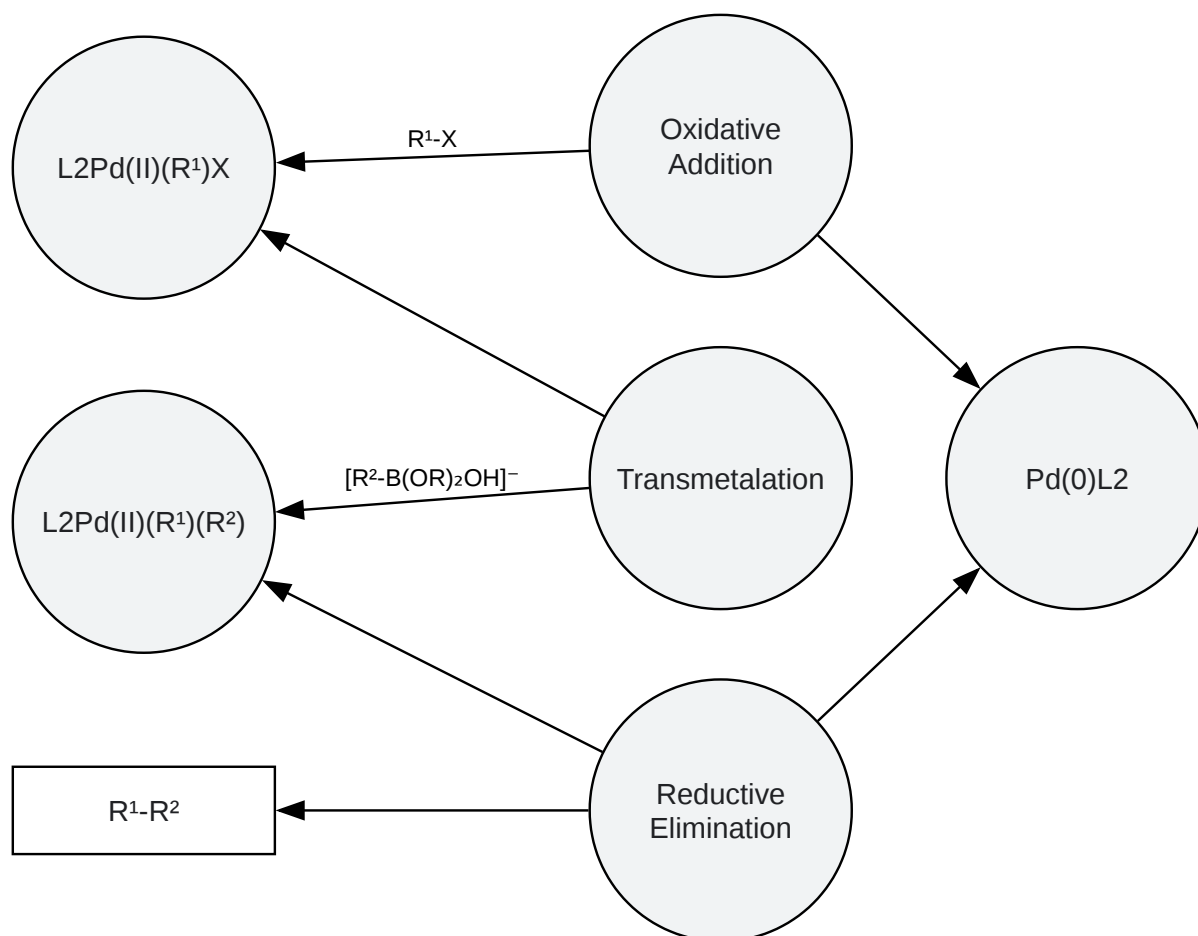 Oxidative
Addition
R¹-X
L2Pd(II)(R¹)X
[R²-B(OR)₂OH]⁻
Transmetalation
Pd(0)L2
L2Pd(II)(R¹)(R²)
Reductive
Elimination
R¹-R²